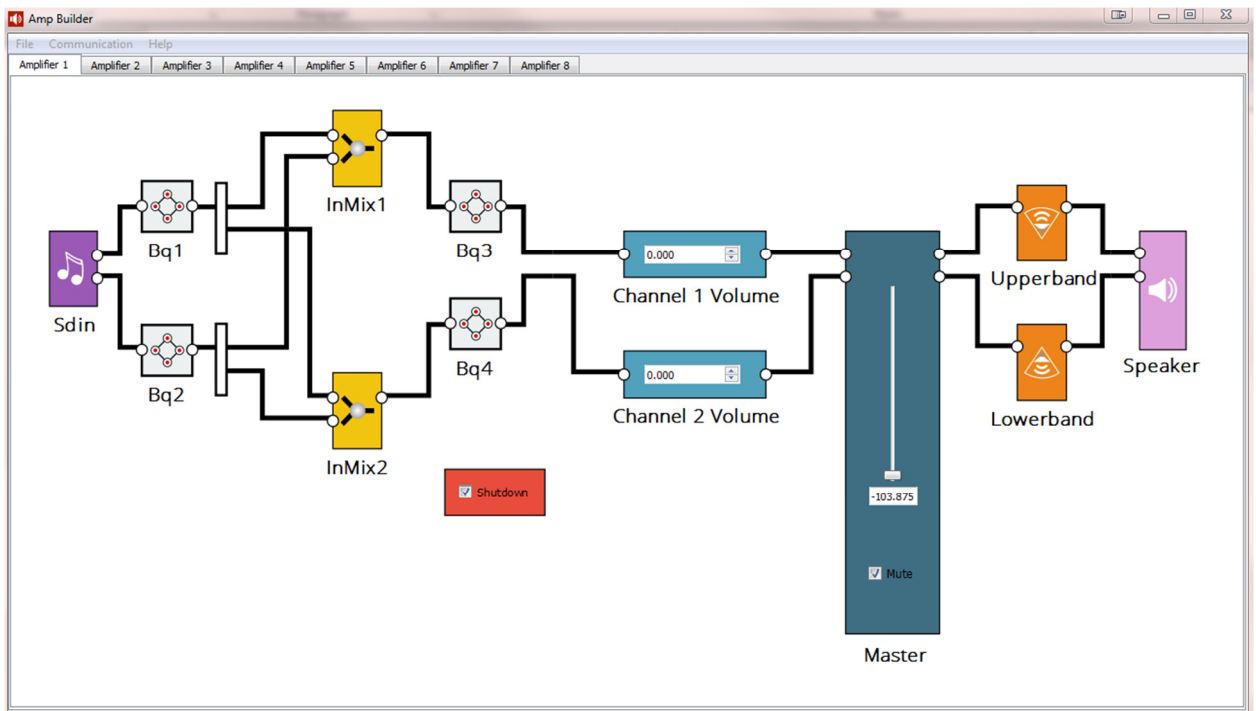 Amp Builder
File Communication Help
Amplifier 1 Amplifier 2 Amplifier 3 Amplifier 4 Amplifier 5 Amplifier 6 Amplifier 7 Amplifier 8
InMix1
Bq1
Bq3
0.000
Channel 1 Volume
Upperband
Sdin
Bq2
Bq4
0.000
Channel 2 Volume
Speaker
Lowerband
InMix2
Shutdown
-103.875
Mute
Master